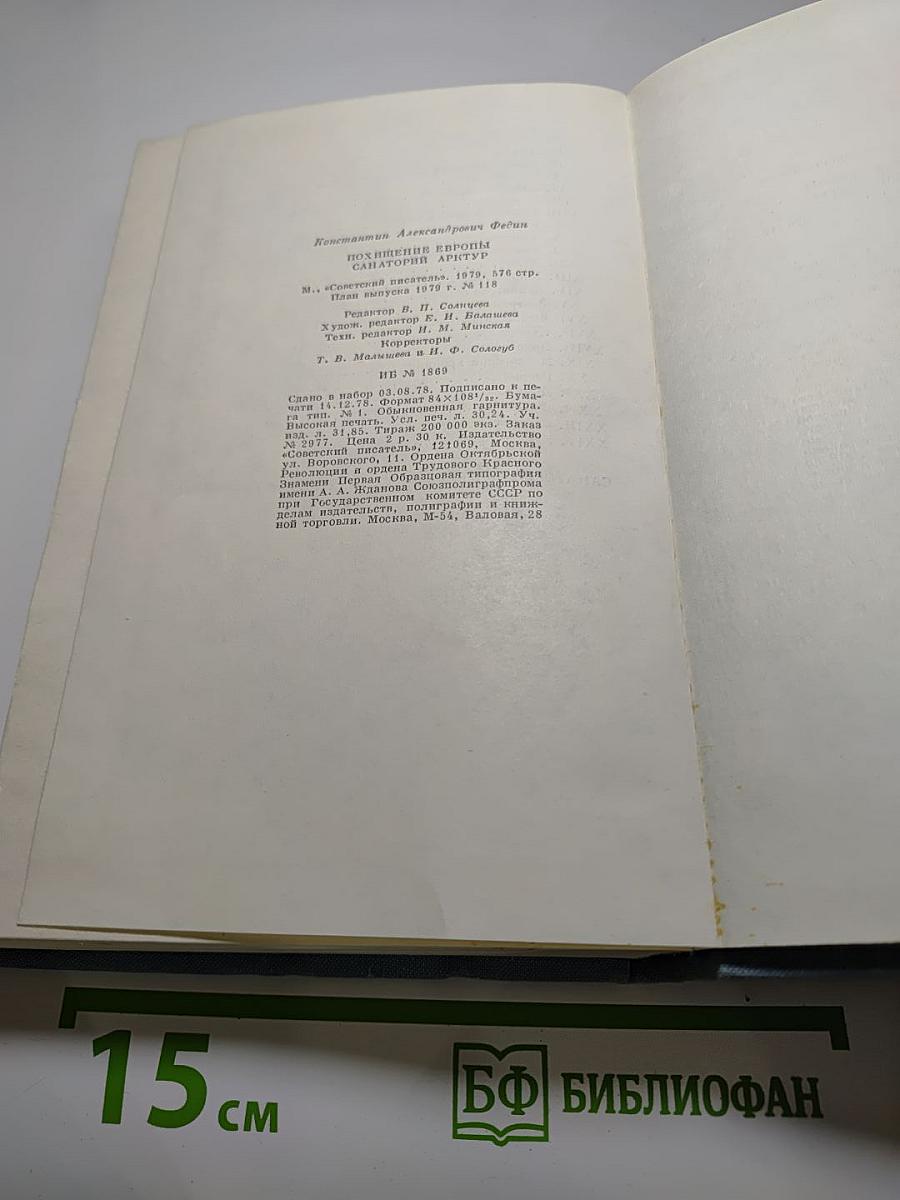 Константин Александрович Федин
ПОХИЩЕНИЕ ЕВРОПЫ
САНАТОРИЙ АРКТУР
М., «Советский писатель». 1979, 576 стр.
План выпуска 1979 г. № 118
Редактор В. П. Солнцева
Худож. редактор Е. И. Балашева
Техн. редактор И. М. Минская
Корректоры
Т. В. Малышева и И. Ф. Сологуб
ИБ № 1869
Сдано в набор 03.08.78. Подписано к пе-
чати 14.12.78. Формат 84×108¹/₃₂. Бума-
га тип. № 1. Обыкновенная гарнитура.
Высокая печать. Усл. печ. л. 30,24. Уч.
изд. л. 31,85. Тираж 200 000 экз. Заказ
№ 2977. Цена 2 р. 30 к. Издательство
«Советский писатель», 121069, Москва,
ул. Воровского, 11. Ордена Октябрьской
Революции и ордена Трудового Красного
Знамени Первая Образцовая типография
имени А. А. Жданова Союзполиграфпрома
при Государственном комитете СССР по
делам издательств, полиграфии и книж-
ной торговли. Москва, М-54, Валовая, 28
15 см
БФ БИБЛИОФАН